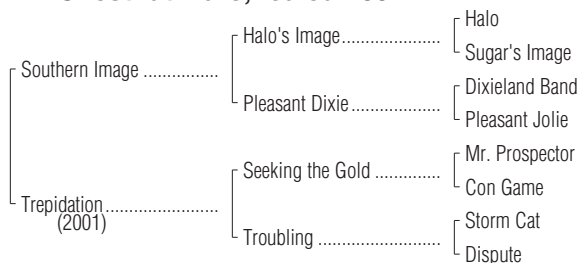 Halo
Halo's Image
Sugar's Image
Southern Image
Dixieland Band
Pleasant Dixie
Pleasant Jolie
Mr. Prospector
Seeking the Gold
Con Game
Trepidation
(2001)
Storm Cat
Troubling
Dispute